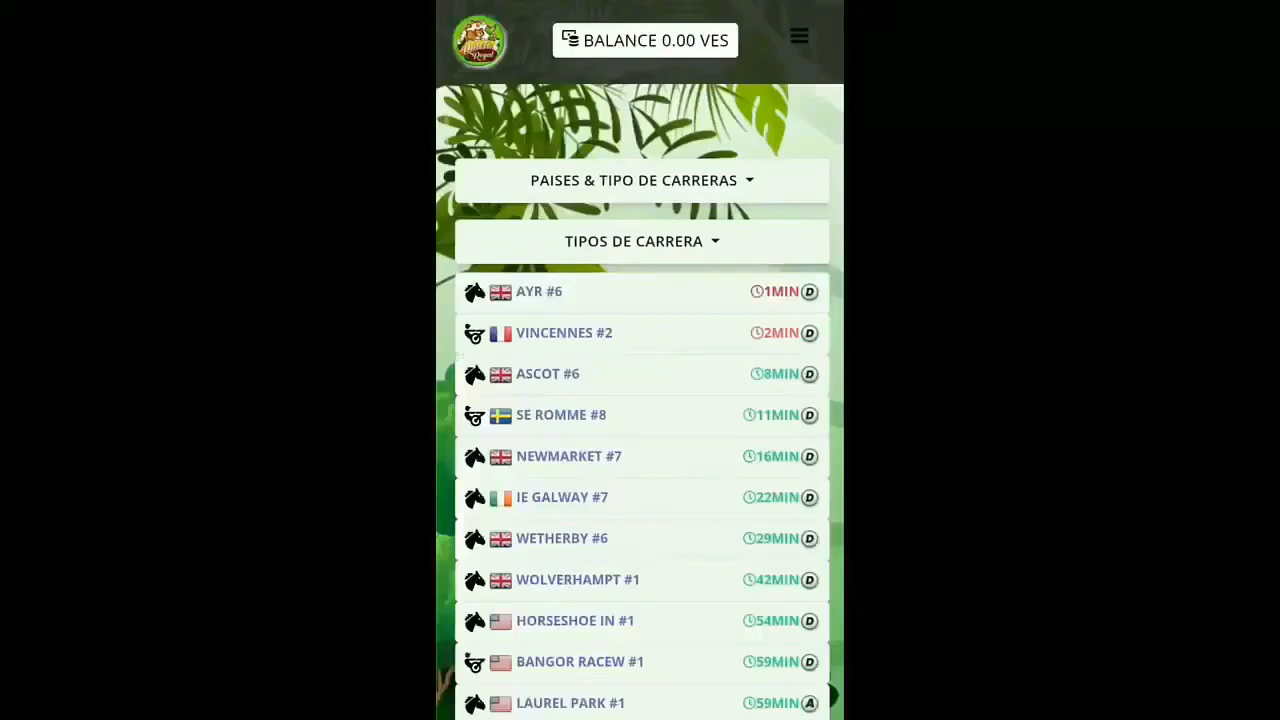 BALANCE 0.00 VES
PAISES & TIPO DE CARRERAS
TIPOS DE CARRERA
AYR #6 1MIN D
VINCENNES #2 2MIN D
ASCOT #6 8MIN D
SE ROMME #8 11MIN D
NEWMARKET #7 16MIN D
IE GALWAY #7 22MIN D
WETHERBY #6 29MIN D
WOLVERHAMPT #1 42MIN D
HORSESHOE IN #1 54MIN D
BANGOR RACEW #1 59MIN D
LAUREL PARK #1 59MIN A